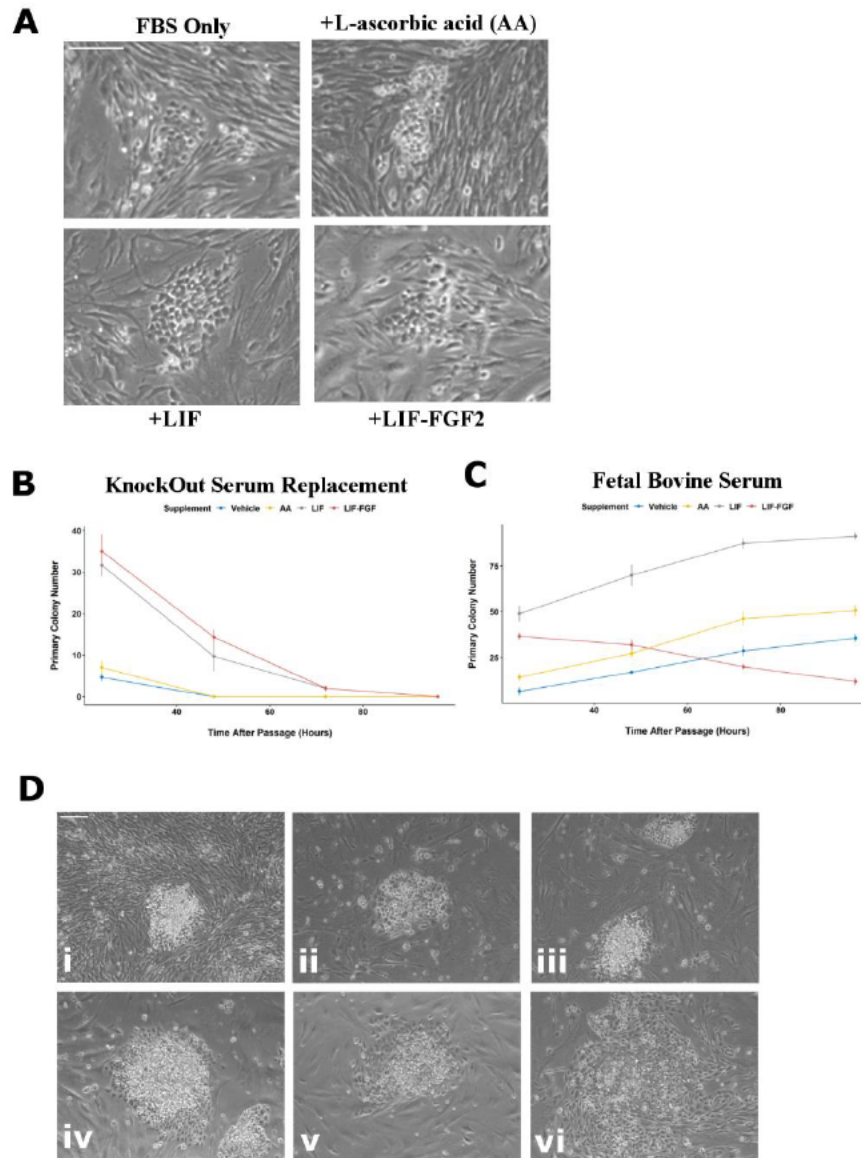 A
FBS Only
+L-ascorbic acid (AA)
+LIF
+LIF-FGF2
B
KnockOut Serum Replacement
Supplement Vehicle AA LIF LIF-FGF
Primary Colony Number
40
30
20
10
0
40 60 80
Time After Passage (Hours)
C
Fetal Bovine Serum
Supplement Vehicle AA LIF LIF-FGF
Primary Colony Number
75
50
25
40 60 80
Time After Passage (Hours)
D
i
ii
iii
iv
v
vi